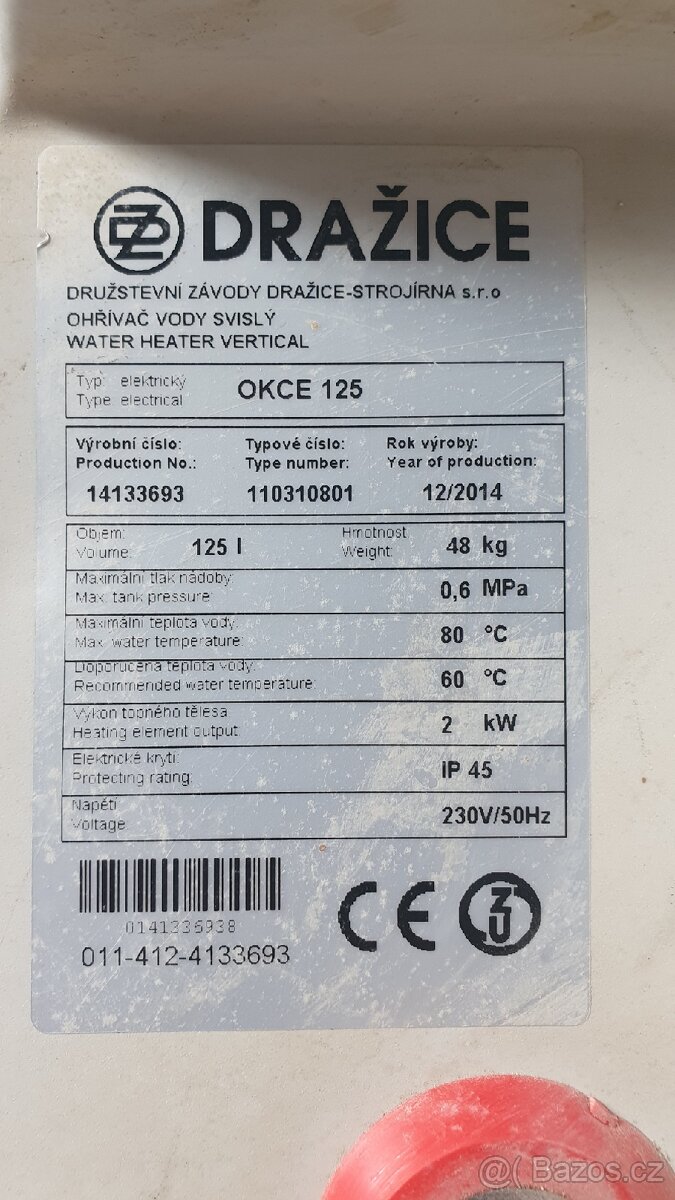 DRAŽICE
DRUŽSTEVNÍ ZÁVODY DRAŽICE-STROJÍRNA s.r.o
OHŘÍVAČ VODY SVISLÝ
WATER HEATER VERTICAL
Typ: elektrický
Type: electrical
OKCE 125
Výrobní číslo: Typové číslo: Rok výroby:
Production No.: Type number: Year of production:
14133693 110310801 12/2014
Objem:
Volume:
125 l
Hmotnost
Weight:
48 kg
Maximální tlak nádoby:
Max. tank pressure:
0,6 MPa
Maximální teplota vody:
Max. water temperature:
80 °C
Doporučená teplota vody:
Recommended water temperature:
60 °C
Výkon topného tělesa
Heating element output:
2 kW
Elektrické krytí:
Protecting rating:
IP 45
Napětí
Voltage
230V/50Hz
0141336938
011-412-4133693
CE
@( Bazos.cz